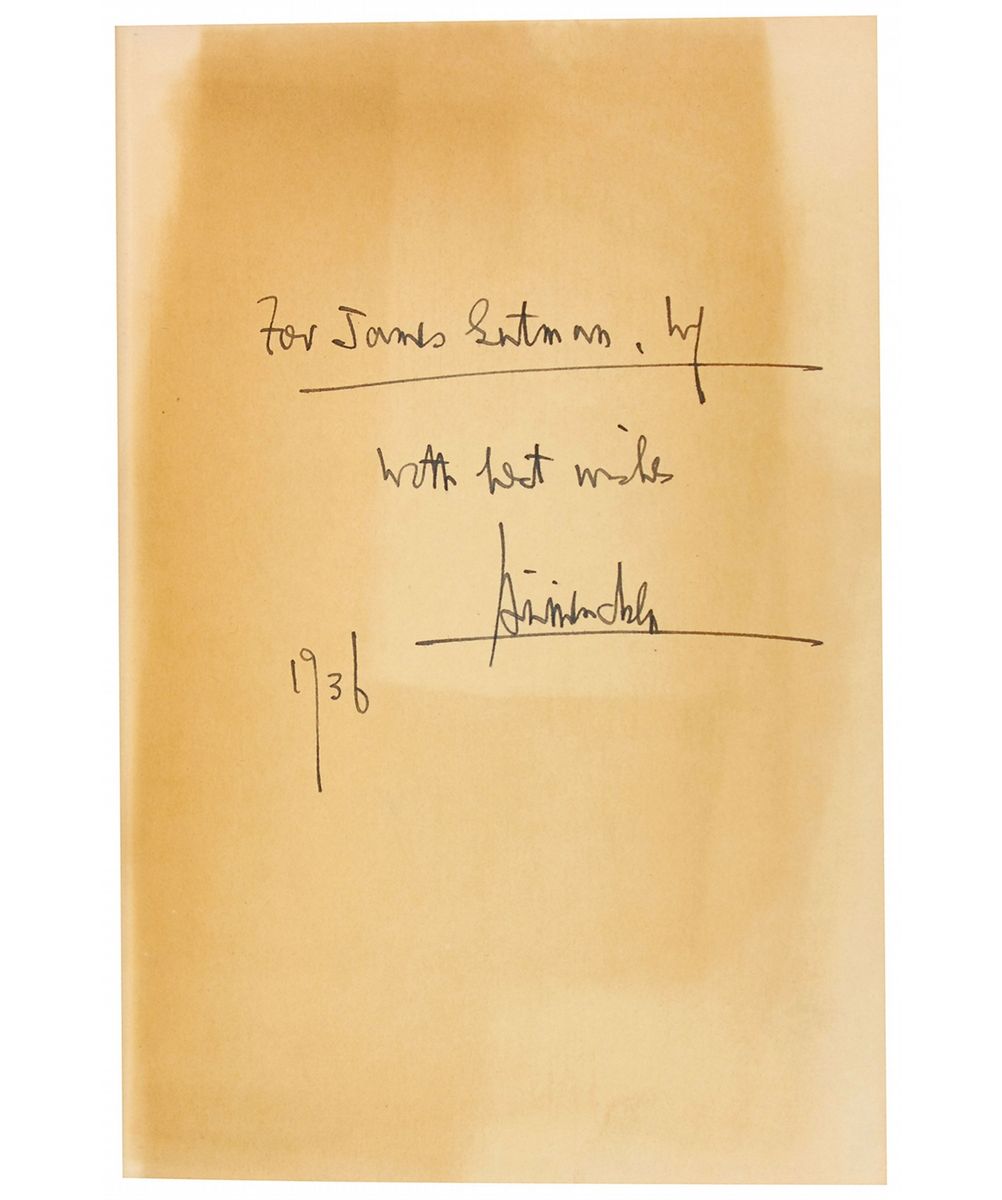 For James Gutman, by
with best wishes
1936